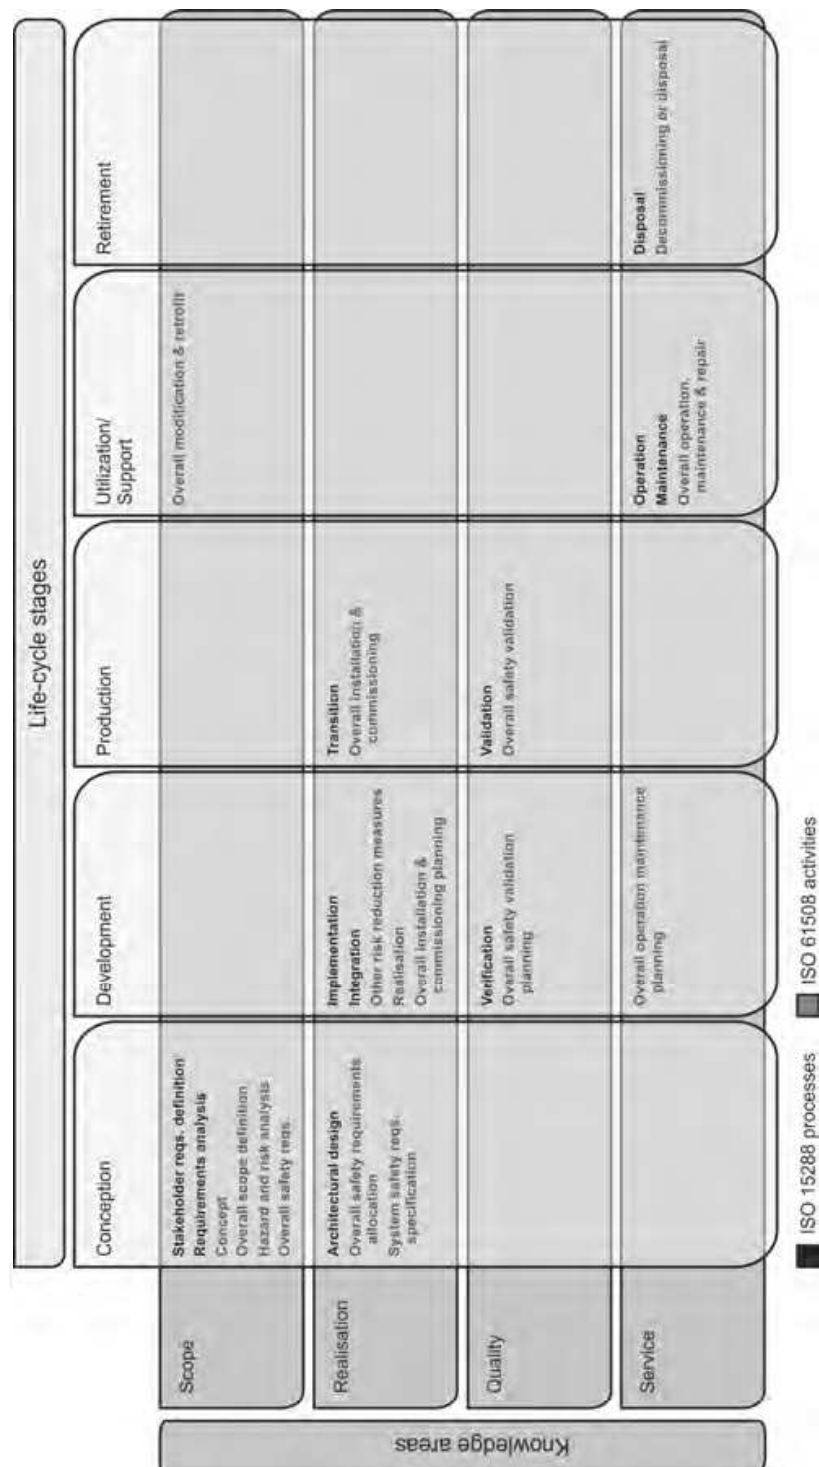 Life-cycle stages
Conception
Development
Production
Utilization/
Support
Retirement
Knowledge areas
Scope
Stakeholder reqs. definition
Requirements analysis
Concept
Overall scope definition
Hazard and risk analysis
Overall safety reqs.
Overall modification & retrofit
Realisation
Architectural design
Overall safety requirements
allocation
System safety reqs.
specification
Implementation
Integration
Other risk reduction measures
Realisation
Overall installation &
commissioning planning
Transition
Overall installation &
commissioning
Quality
Verification
Overall safety validation
planning
Validation
Overall safety validation
Service
Overall operation maintenance
planning
Operation
Maintenance
Overall operation,
maintenance & repair
Disposal
Decommissioning or disposal
ISO 15288 processes
ISO 61508 activities